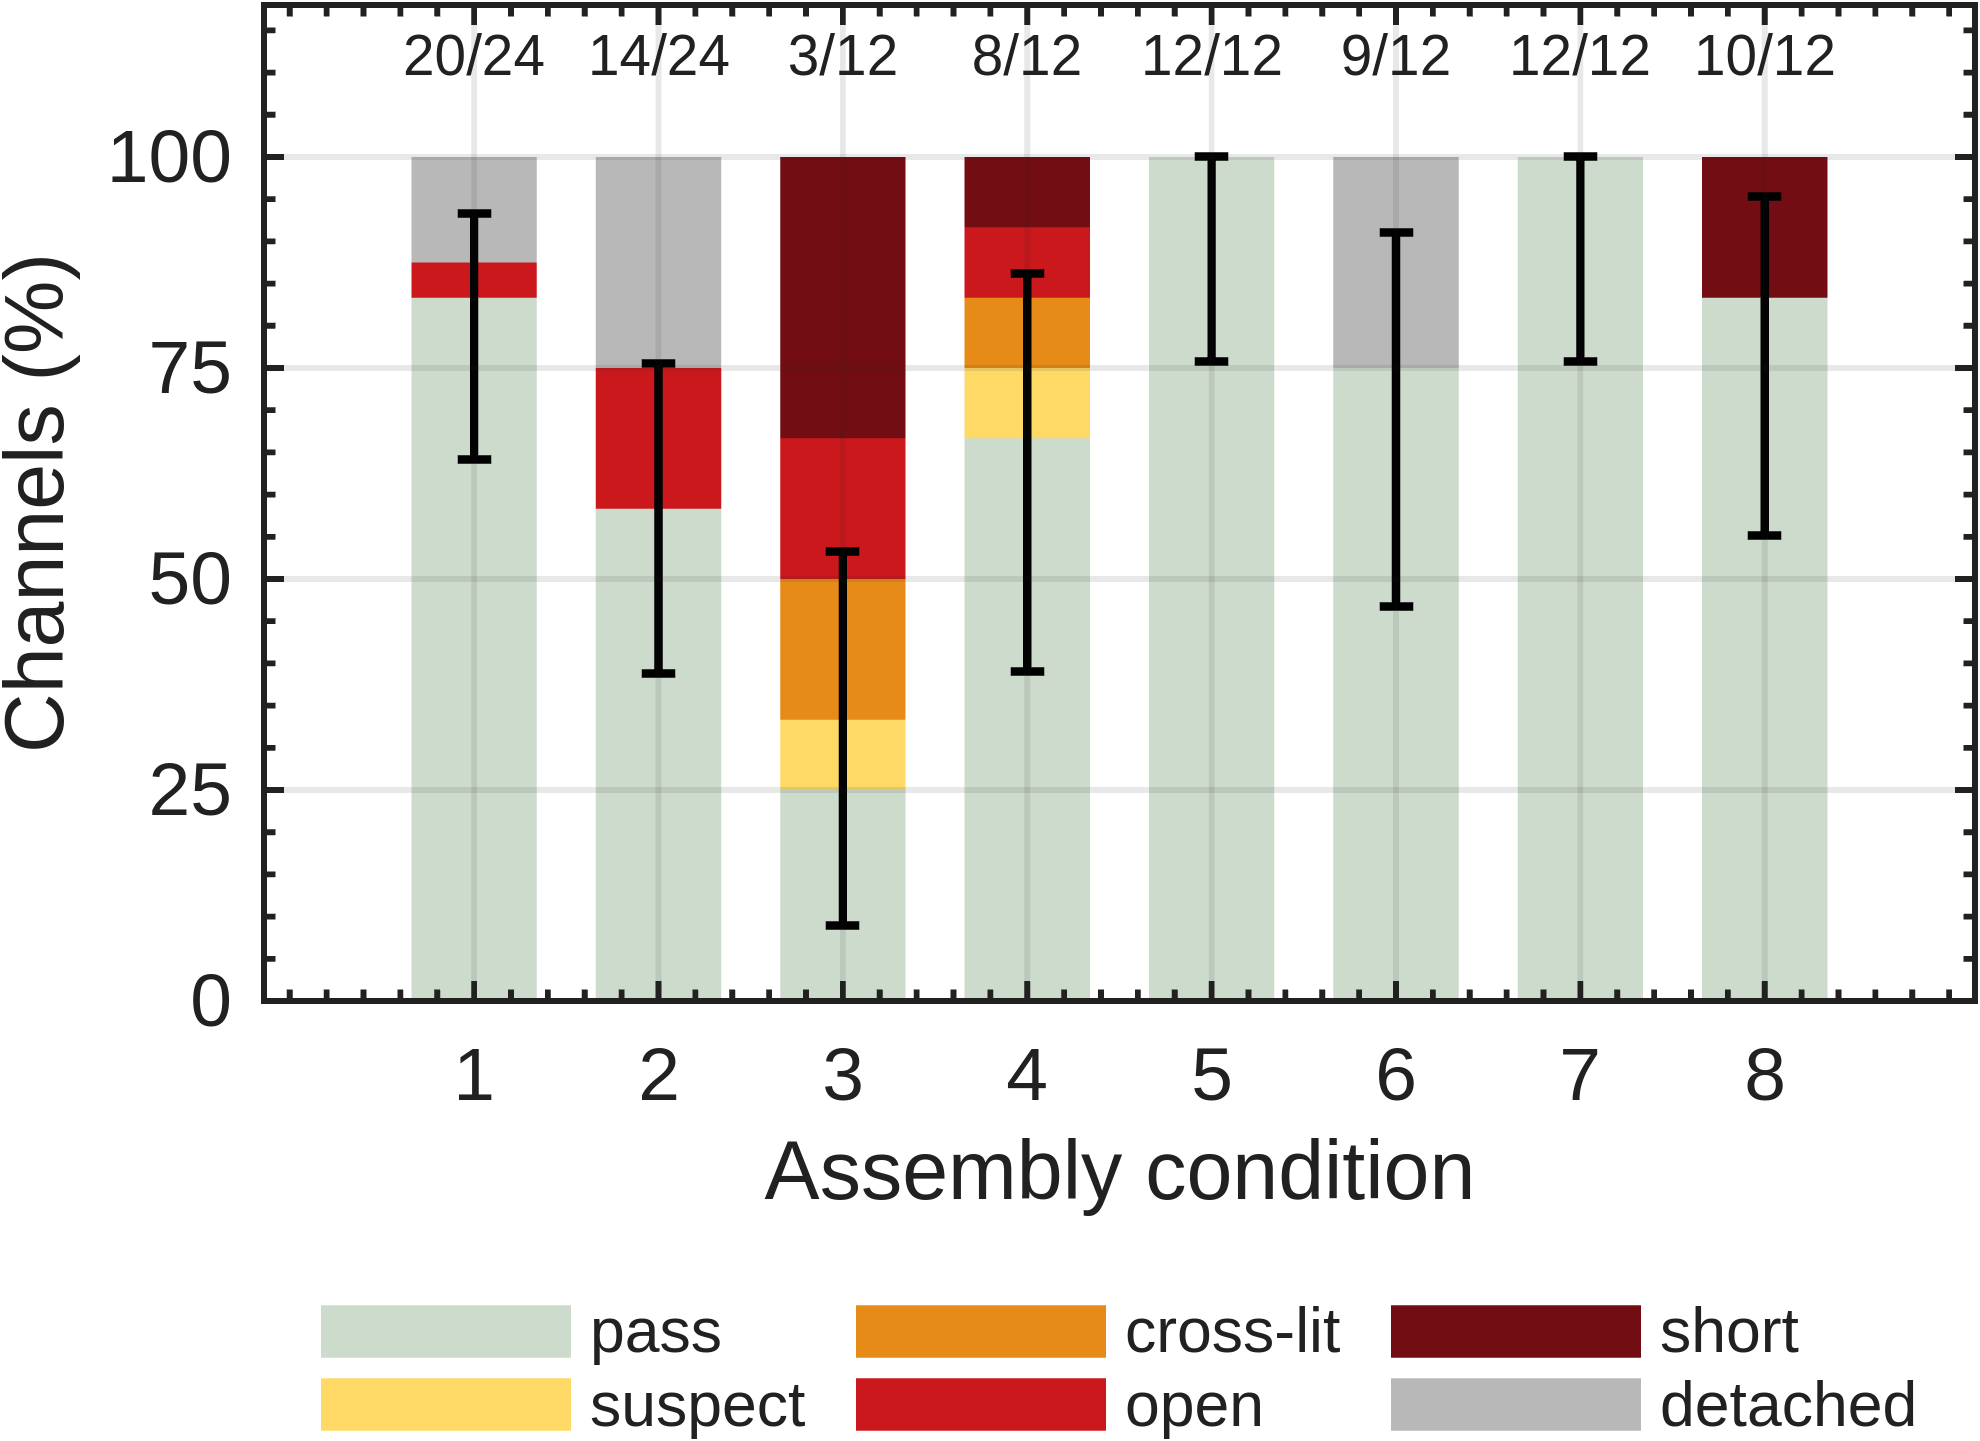 20/24 14/24 3/12 8/12 12/12 9/12 12/12 10/12
100
75
50
25
0
Channels (%)
1 2 3 4 5 6 7 8
Assembly condition
pass cross-lit short
suspect open detached